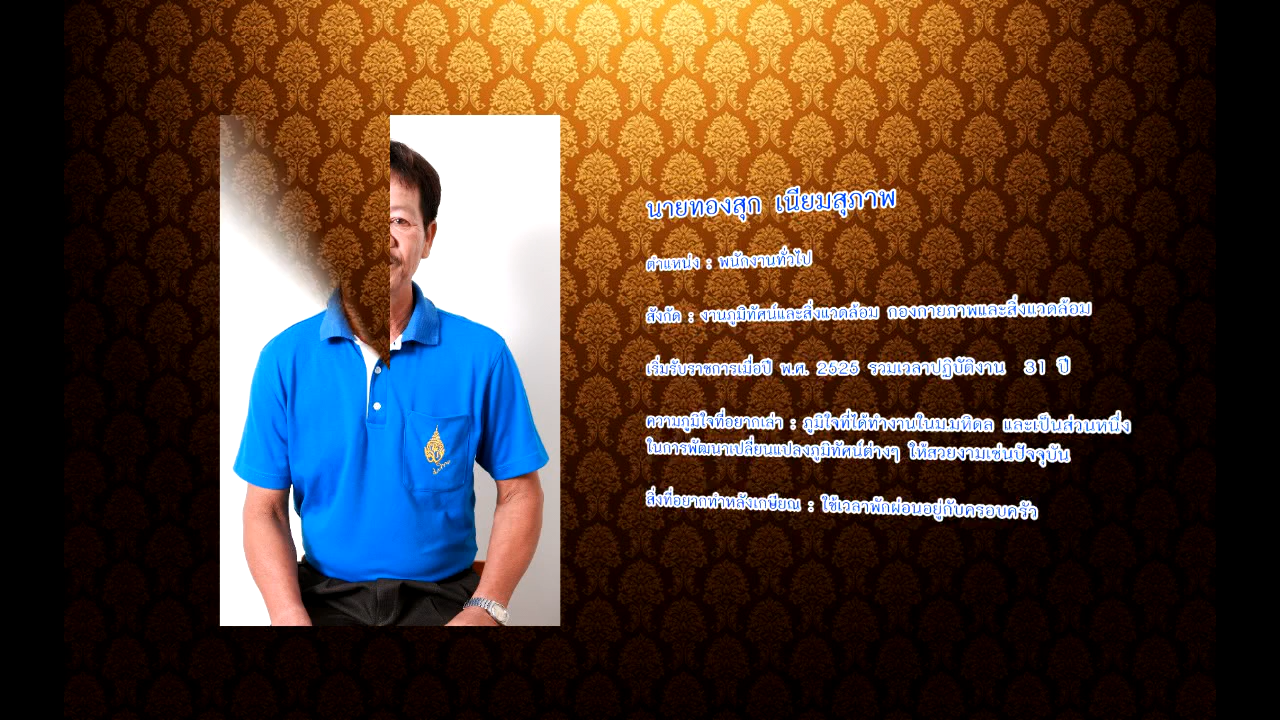 นายทองสุก เนียมสุภาพ
ตำแหน่ง : พนักงานทั่วไป
สังกัด : งานภูมิทัศน์และสิ่งแวดล้อม กองกายภาพและสิ่งแวดล้อม
เริ่มรับราชการเมื่อปี พ.ศ. 2525 รวมเวลาปฏิบัติงาน 31 ปี
ความภูมิใจที่อยากเล่า : ภูมิใจที่ได้ทำงานในม.มหิดล และเป็นส่วนหนึ่ง
ในการพัฒนาเปลี่ยนแปลงภูมิทัศน์ต่างๆ ให้สวยงามเช่นปัจจุบัน
สิ่งที่อยากทำหลังเกษียณ : ใช้เวลาพักผ่อนอยู่กับครอบครัว